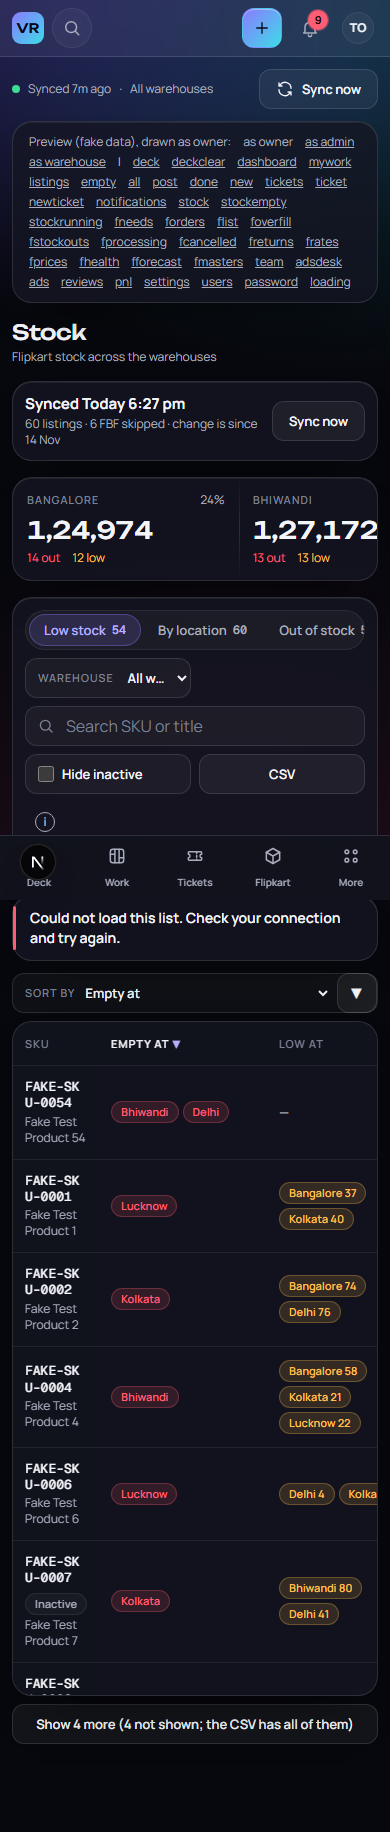 VR
9
TO
Synced 7m ago · All warehouses
Sync now
Preview (fake data), drawn as owner: as owner as admin
as warehouse | deck deckclear dashboard mywork
listings empty all post done new tickets ticket
newticket notifications stock stockempty
stockrunning fneeds forders flist foverfill
fstockouts fprocessing fcancelled freturns frates
fprices fhealth fforecast fmasters team adsdesk
ads reviews pnl settings users password loading
Stock
Flipkart stock across the warehouses
Synced Today 6:27 pm
60 listings · 6 FBF skipped · change is since
14 Nov
Sync now
BANGALORE 24% BHIWANDI
1,24,974 1,27,172
14 out 12 low 13 out 13 low
Low stock 54 By location 60 Out of stock
WAREHOUSE All w...
Search SKU or title
Hide inactive CSV
i
N
Deck Work Tickets Flipkart More
Could not load this list. Check your connection
and try again.
SORT BY Empty at ▼
SKU EMPTY AT ▼ LOW AT
FAKE-SK
U-0054
Fake Test
Product 54
Bhiwandi Delhi
—
FAKE-SK
U-0001
Fake Test
Product 1
Lucknow
Bangalore 37
Kolkata 40
FAKE-SK
U-0002
Fake Test
Product 2
Kolkata
Bangalore 74
Delhi 76
FAKE-SK
U-0004
Fake Test
Product 4
Bhiwandi
Bangalore 58
Kolkata 21
Lucknow 22
FAKE-SK
U-0006
Fake Test
Product 6
Lucknow
Delhi 4 Kolka
FAKE-SK
U-0007
Inactive
Fake Test
Product 7
Kolkata
Bhiwandi 80
Delhi 41
FAKE-SK
Show 4 more (4 not shown; the CSV has all of them)